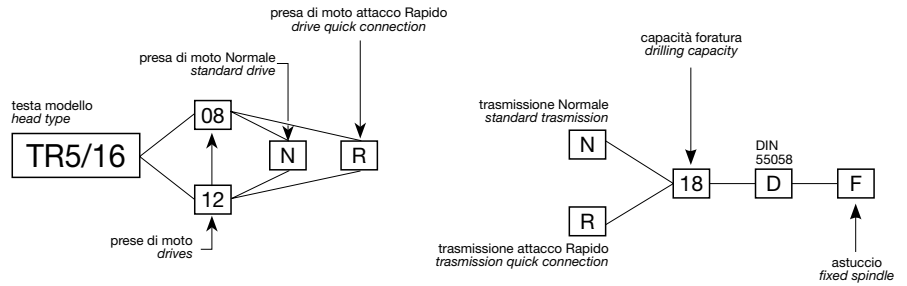 presa di moto attacco Rapido
drive quick connection
presa di moto Normale
standard drive
testa modello
head type
TR5/16
08
N
R
12
prese di moto
drives
capacità foratura
drilling capacity
trasmissione Normale
standard trasmission
N
DIN
55058
18
D
F
R
trasmissione attacco Rapido
trasmission quick connection
astuccio
fixed spindle